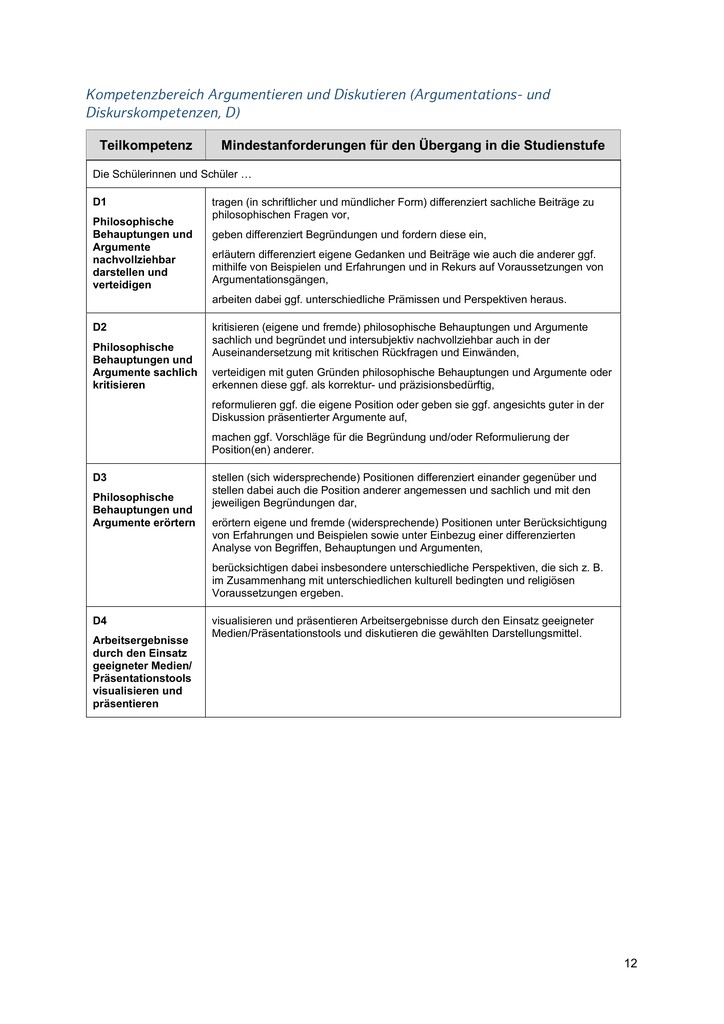 Kompetenzbereich Argumentieren und Diskutieren (Argumentations- und
Diskurskompetenzen, D)
Teilkompetenz
Mindestanforderungen für den Übergang in die Studienstufe
Die Schülerinnen und Schüler …
D1
Philosophische
Behauptungen und
Argumente
nachvollziehbar
darstellen und
verteidigen
tragen (in schriftlicher und mündlicher Form) differenziert sachliche Beiträge zu
philosophischen Fragen vor,
geben differenziert Begründungen und fordern diese ein,
erläutern differenziert eigene Gedanken und Beiträge wie auch die anderer ggf.
mithilfe von Beispielen und Erfahrungen und in Rekurs auf Voraussetzungen von
Argumentationsgängen,
arbeiten dabei ggf. unterschiedliche Prämissen und Perspektiven heraus.
D2
Philosophische
Behauptungen und
Argumente sachlich
kritisieren
kritisieren (eigene und fremde) philosophische Behauptungen und Argumente
sachlich und begründet und intersubjektiv nachvollziehbar auch in der
Auseinandersetzung mit kritischen Rückfragen und Einwänden,
verteidigen mit guten Gründen philosophische Behauptungen und Argumente oder
erkennen diese ggf. als korrektur- und präzisionsbedürftig,
reformulieren ggf. die eigene Position oder geben sie ggf. angesichts guter in der
Diskussion präsentierter Argumente auf,
machen ggf. Vorschläge für die Begründung und/oder Reformulierung der
Position(en) anderer.
D3
Philosophische
Behauptungen und
Argumente erörtern
stellen (sich widersprechende) Positionen differenziert einander gegenüber und
stellen dabei auch die Position anderer angemessen und sachlich und mit den
jeweiligen Begründungen dar,
erörtern eigene und fremde (widersprechende) Positionen unter Berücksichtigung
von Erfahrungen und Beispielen sowie unter Einbezug einer differenzierten
Analyse von Begriffen, Behauptungen und Argumenten,
berücksichtigen dabei insbesondere unterschiedliche Perspektiven, die sich z. B.
im Zusammenhang mit unterschiedlichen kulturell bedingten und religiösen
Voraussetzungen ergeben.
D4
Arbeitsergebnisse
durch den Einsatz
geeigneter Medien/
Präsentationstools
visualisieren und
präsentieren
visualisieren und präsentieren Arbeitsergebnisse durch den Einsatz geeigneter
Medien/Präsentationstools und diskutieren die gewählten Darstellungsmittel.
12